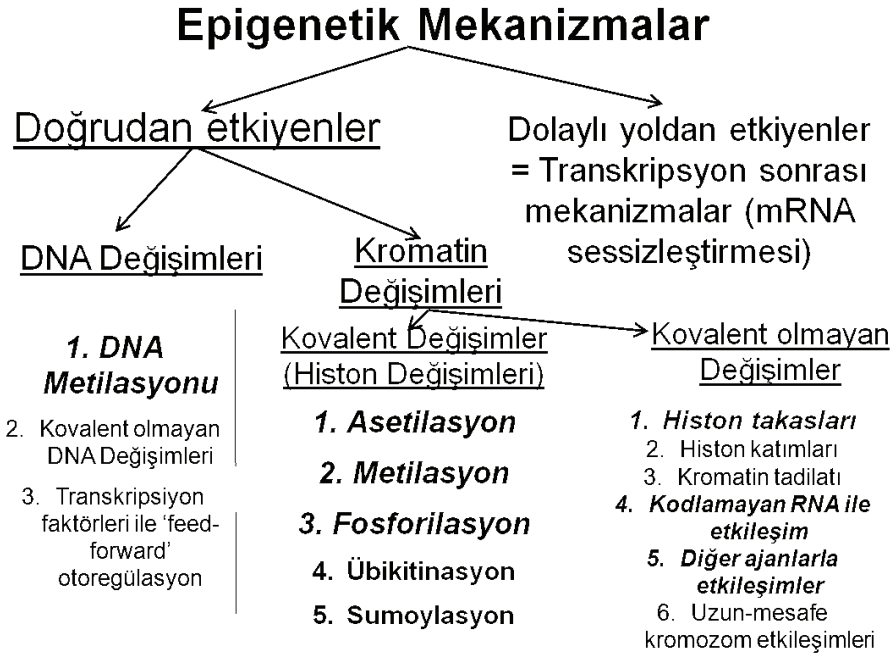 Epigenetik Mekanizmalar
Doğrudan etkiyenler
Dolaylı yoldan etkiyenler
= Transkripsyon sonrası
mekanizmalar (mRNA
sessizleştirmesi)
DNA Değişimleri
Kromatin
Değişimleri
1. DNA
Metilasyonu
2. Kovalent olmayan
DNA Değişimleri
3. Transkripsiyon
faktörleri ile ‘feed-
forward’
otoregülasyon
Kovalent Değişimler
(Histon Değişimleri)
1. Asetilasyon
2. Metilasyon
3. Fosforilasyon
4. Übikitinasyon
5. Sumoylasyon
Kovalent olmayan
Değişimler
1. Histon takasları
2. Histon katımları
3. Kromatin tadilatı
4. Kodlamayan RNA ile
etkileşim
5. Diğer ajanlarla
etkileşimler
6. Uzun-mesafe
kromozom etkileşimleri